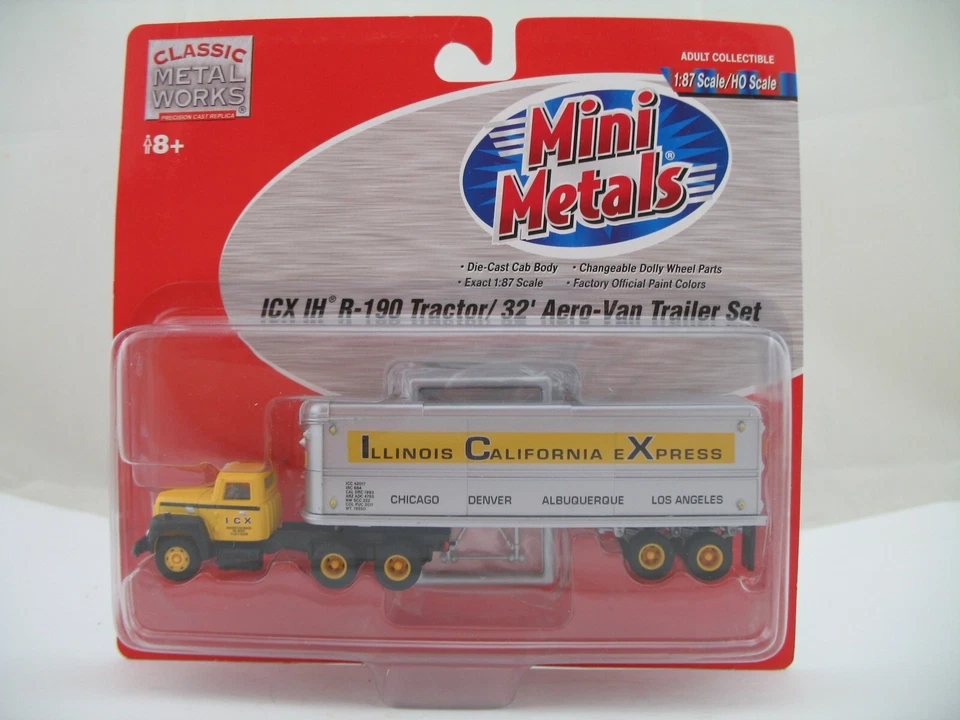 CLASSIC
METAL
WORKS®
PRECISION CAST REPLICA
8+
ADULT COLLECTIBLE
1:87 Scale/HO Scale
Mini
Metals®
• Die-Cast Cab Body • Changeable Dolly Wheel Parts
• Exact 1:87 Scale • Factory Official Paint Colors
ICX IH® R-190 Tractor/ 32' Aero-Van Trailer Set
ILLINOIS CALIFORNIA eXPRESS
CHICAGO DENVER ALBUQUERQUE LOS ANGELES
ICX